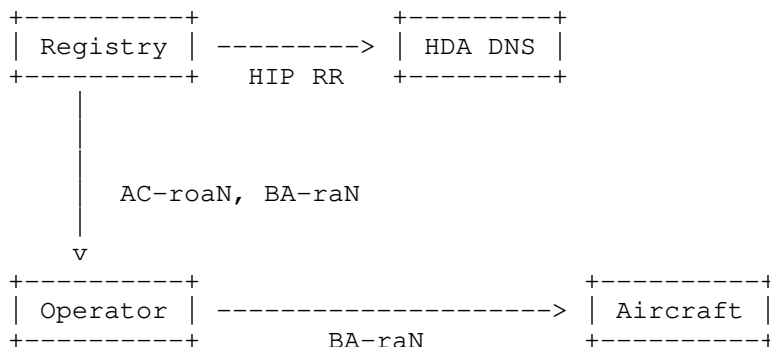 Registry ---------> HDA DNS
HIP RR
AC-roaN, BA-raN
v
Operator ---------------------> Aircraft
BA-raN